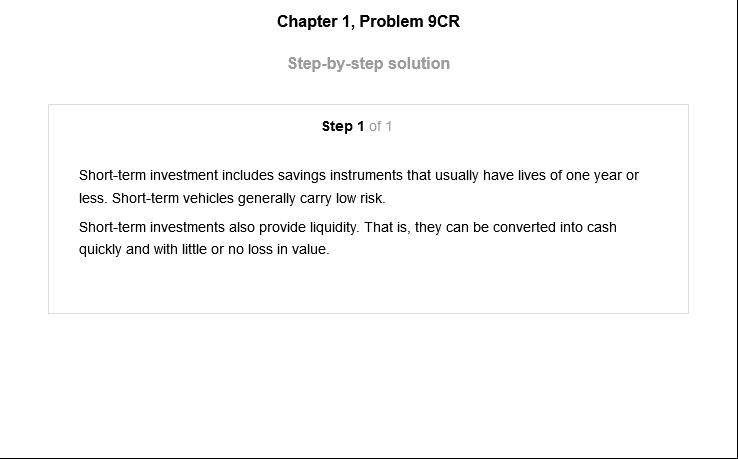 Chapter 1, Problem 9CR
Step-by-step solution
Step 1 of 1
Short-term investment includes savings instruments that usually have lives of one year or
less. Short-term vehicles generally carry low risk.
Short-term investments also provide liquidity. That is, they can be converted into cash
quickly and with little or no loss in value.